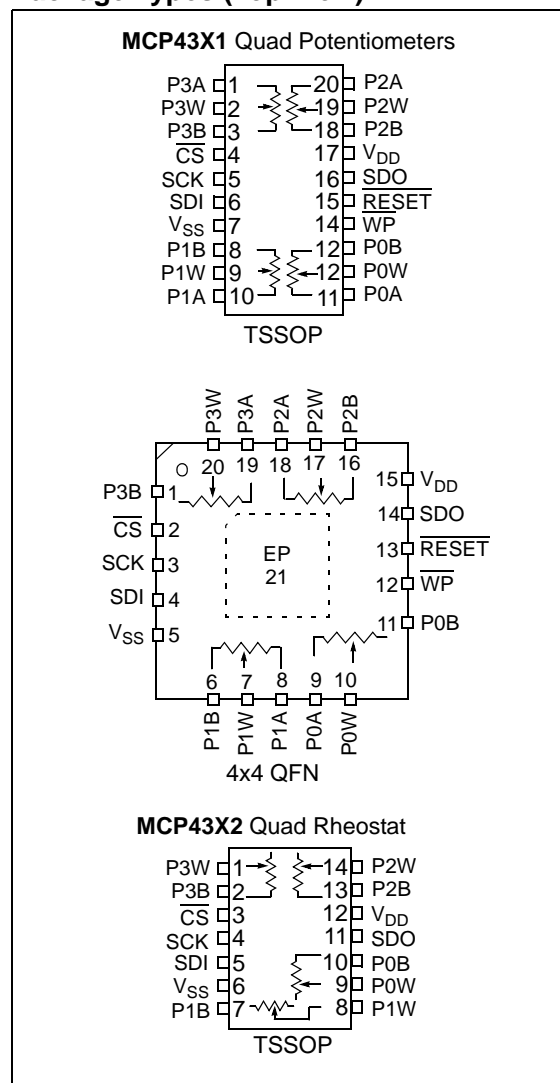 MCP43X1 Quad Potentiometers
P3A 1 20 P2A
P3W 2 19 P2W
P3B 3 18 P2B
CS 4 17 VDD
SCK 5 16 SDO
SDI 6 15 RESET
VSS 7 14 WP
P1B 8 12 P0B
P1W 9 12 P0W
P1A 10 11 P0A
TSSOP
P3W P3A P2A P2W P2B
20 19 18 17 16
P3B 1 15 VDD
CS 2 14 SDO
SCK 3 13 RESET
SDI 4 12 WP
VSS 5 11 P0B
EP
21
6 7 8 9 10
P1B P1W P1A P0A P0W
4x4 QFN
MCP43X2 Quad Rheostat
P3W 1 14 P2W
P3B 2 13 P2B
CS 3 12 VDD
SCK 4 11 SDO
SDI 5 10 P0B
VSS 6 9 P0W
P1B 7 8 P1W
TSSOP